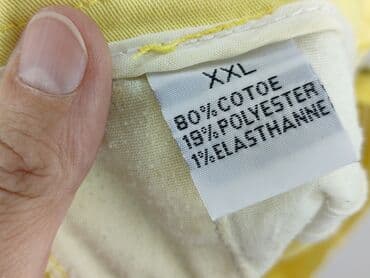 XXL
80%COTOE
19%POLYESTER
1%ELASTHANNE